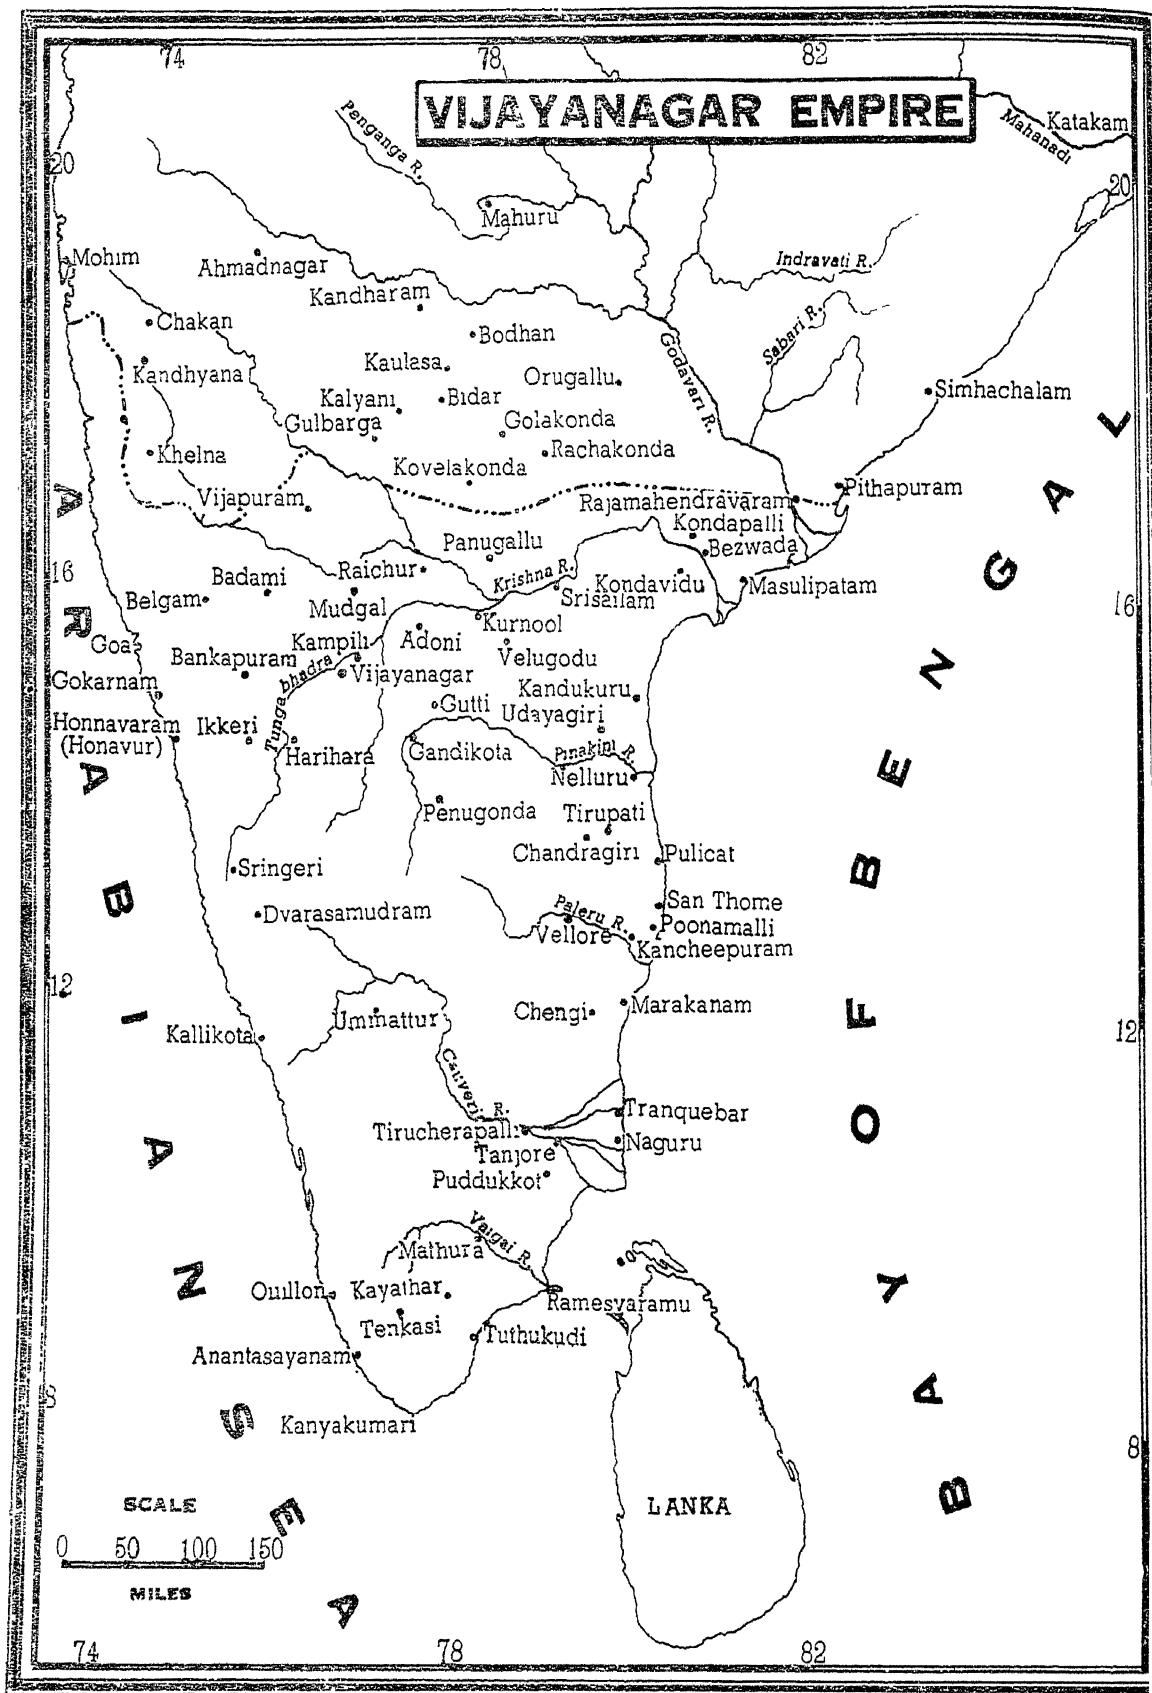 74
78
82
VIJAYANAGAR EMPIRE
Penganga R.
Mahanadi
Katakam
20
20
Mahuru
Mohim
Ahmadnagar
Indravati R.
Kandharam
Chakan
Bodhan
Sabari R.
Godavari R.
Kandhyana
Kaulasa
Orugallu
Simhachalam
Kalyani
Bidar
Gulbarga
Golakonda
Khelna
Rachakonda
Kovelakonda
Vijapuram
Rajamahendravaram
Pithapuram
Kondapalli
Panugallu
Bezwada
16
Badami
Raichur
Krishna R.
Kondavidu
Masulipatam
Belgam
Mudgal
Srisailam
16
Kurnool
Goa
Kampili
Adoni
Bankapuram
Velugodu
Tungabhadra
Vijayanagar
Gokarnam
Kandukuru
Gutti
Udayagiri
Honnavaram
(Honavur)
Ikkeri
Harihara
Gandikota
Pinakini R.
Nelluru
Penugonda
Tirupati
Chandragiri
Pulicat
Sringeri
San Thome
Dvarasamudram
Paleru R.
Poonamalli
Vellore
Kancheepuram
12
Ummattur
Chengi
Marakanam
Kallikota
12
Cauveri R.
Tranquebar
Tirucherapalli
Naguru
Tanjore
Puddukkot
Vaigai R.
Mathura
Quillon
Kayathar
Ramesvaramu
Tenkasi
Tuthukudi
Anantasayanam
8
Kanyakumari
8
LANKA
ARABIAN SEA
BAY OF BENGAL
SCALE
0 50 100 150
MILES
74
78
82